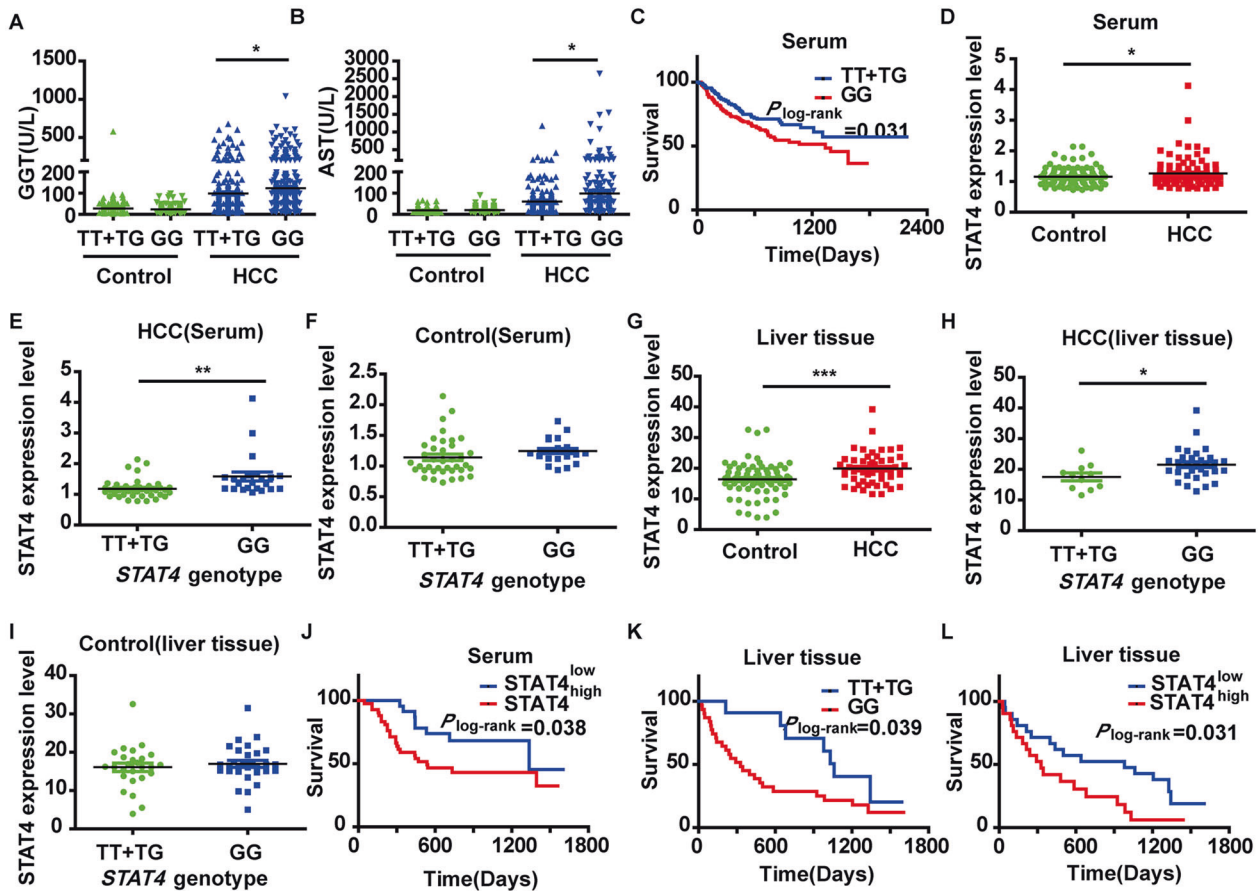 A
GGT(U/L)
1500
1000
500
200
100
0
*
TT+TG GG TT+TG GG
Control HCC
B
AST(U/L)
3000
2500
2000
1500
1000
500
200
100
0
*
TT+TG GG TT+TG GG
Control HCC
C
Serum
TT+TG
GG
P log-rank
=0.031
Survival
100
50
0
0 1200 2400
Time(Days)
D
Serum
*
STAT4 expression level
5
4
3
2
1
0
Control HCC
E
HCC(Serum)
**
STAT4 expression level
5
4
3
2
1
0
TT+TG GG
STAT4 genotype
F
Control(Serum)
STAT4 expression level
2.5
2.0
1.5
1.0
0.5
0.0
TT+TG GG
STAT4 genotype
G
Liver tissue
***
STAT4 expression level
50
40
30
20
10
0
Control HCC
H
HCC(liver tissue)
*
STAT4 expression level
50
40
30
20
10
0
TT+TG GG
STAT4 genotype
I
Control(liver tissue)
STAT4 expression level
40
30
20
10
0
TT+TG GG
STAT4 genotype
J
Serum
STAT4 low
STAT4 high
P log-rank =0.038
Survival
100
50
0
0 600 1200 1800
Time(Days)
K
Liver tissue
TT+TG
GG
P log-rank=0.039
Survival
100
50
0
0 600 1200 1800
Time(Days)
L
Liver tissue
STAT4 low
STAT4 high
P log-rank =0.031
Survival
100
50
0
0 600 1200 1800
Time(Days)